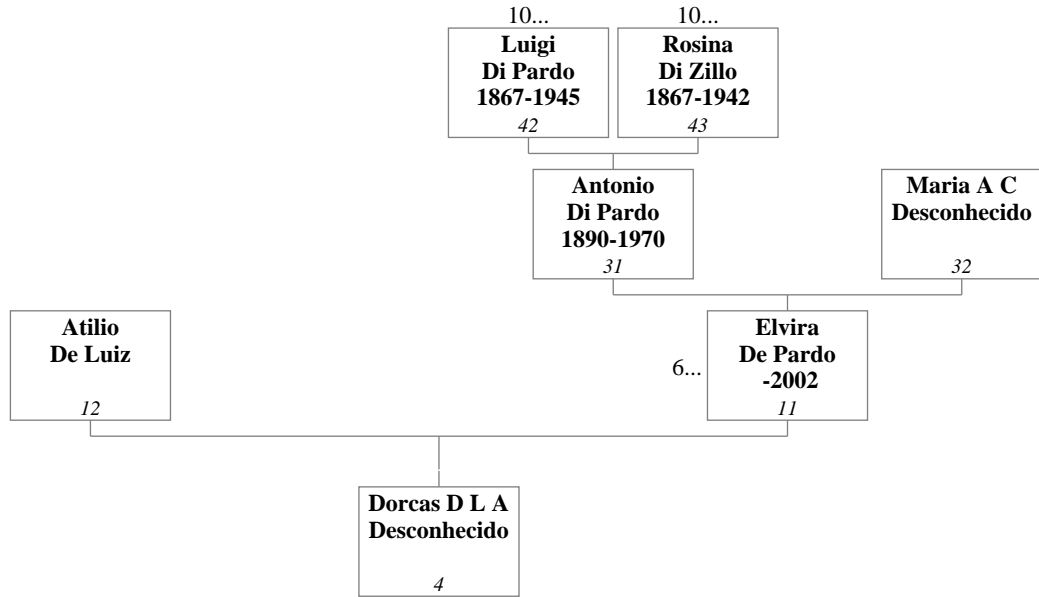 10...
10...
Luigi
Di Pardo
1867-1945
42
Rosina
Di Zillo
1867-1942
43
Antonio
Di Pardo
1890-1970
31
Maria A C
Desconhecido
32
Atilio
De Luiz
12
6...
Elvira
De Pardo
-2002
11
Dorcas D L A
Desconhecido
4